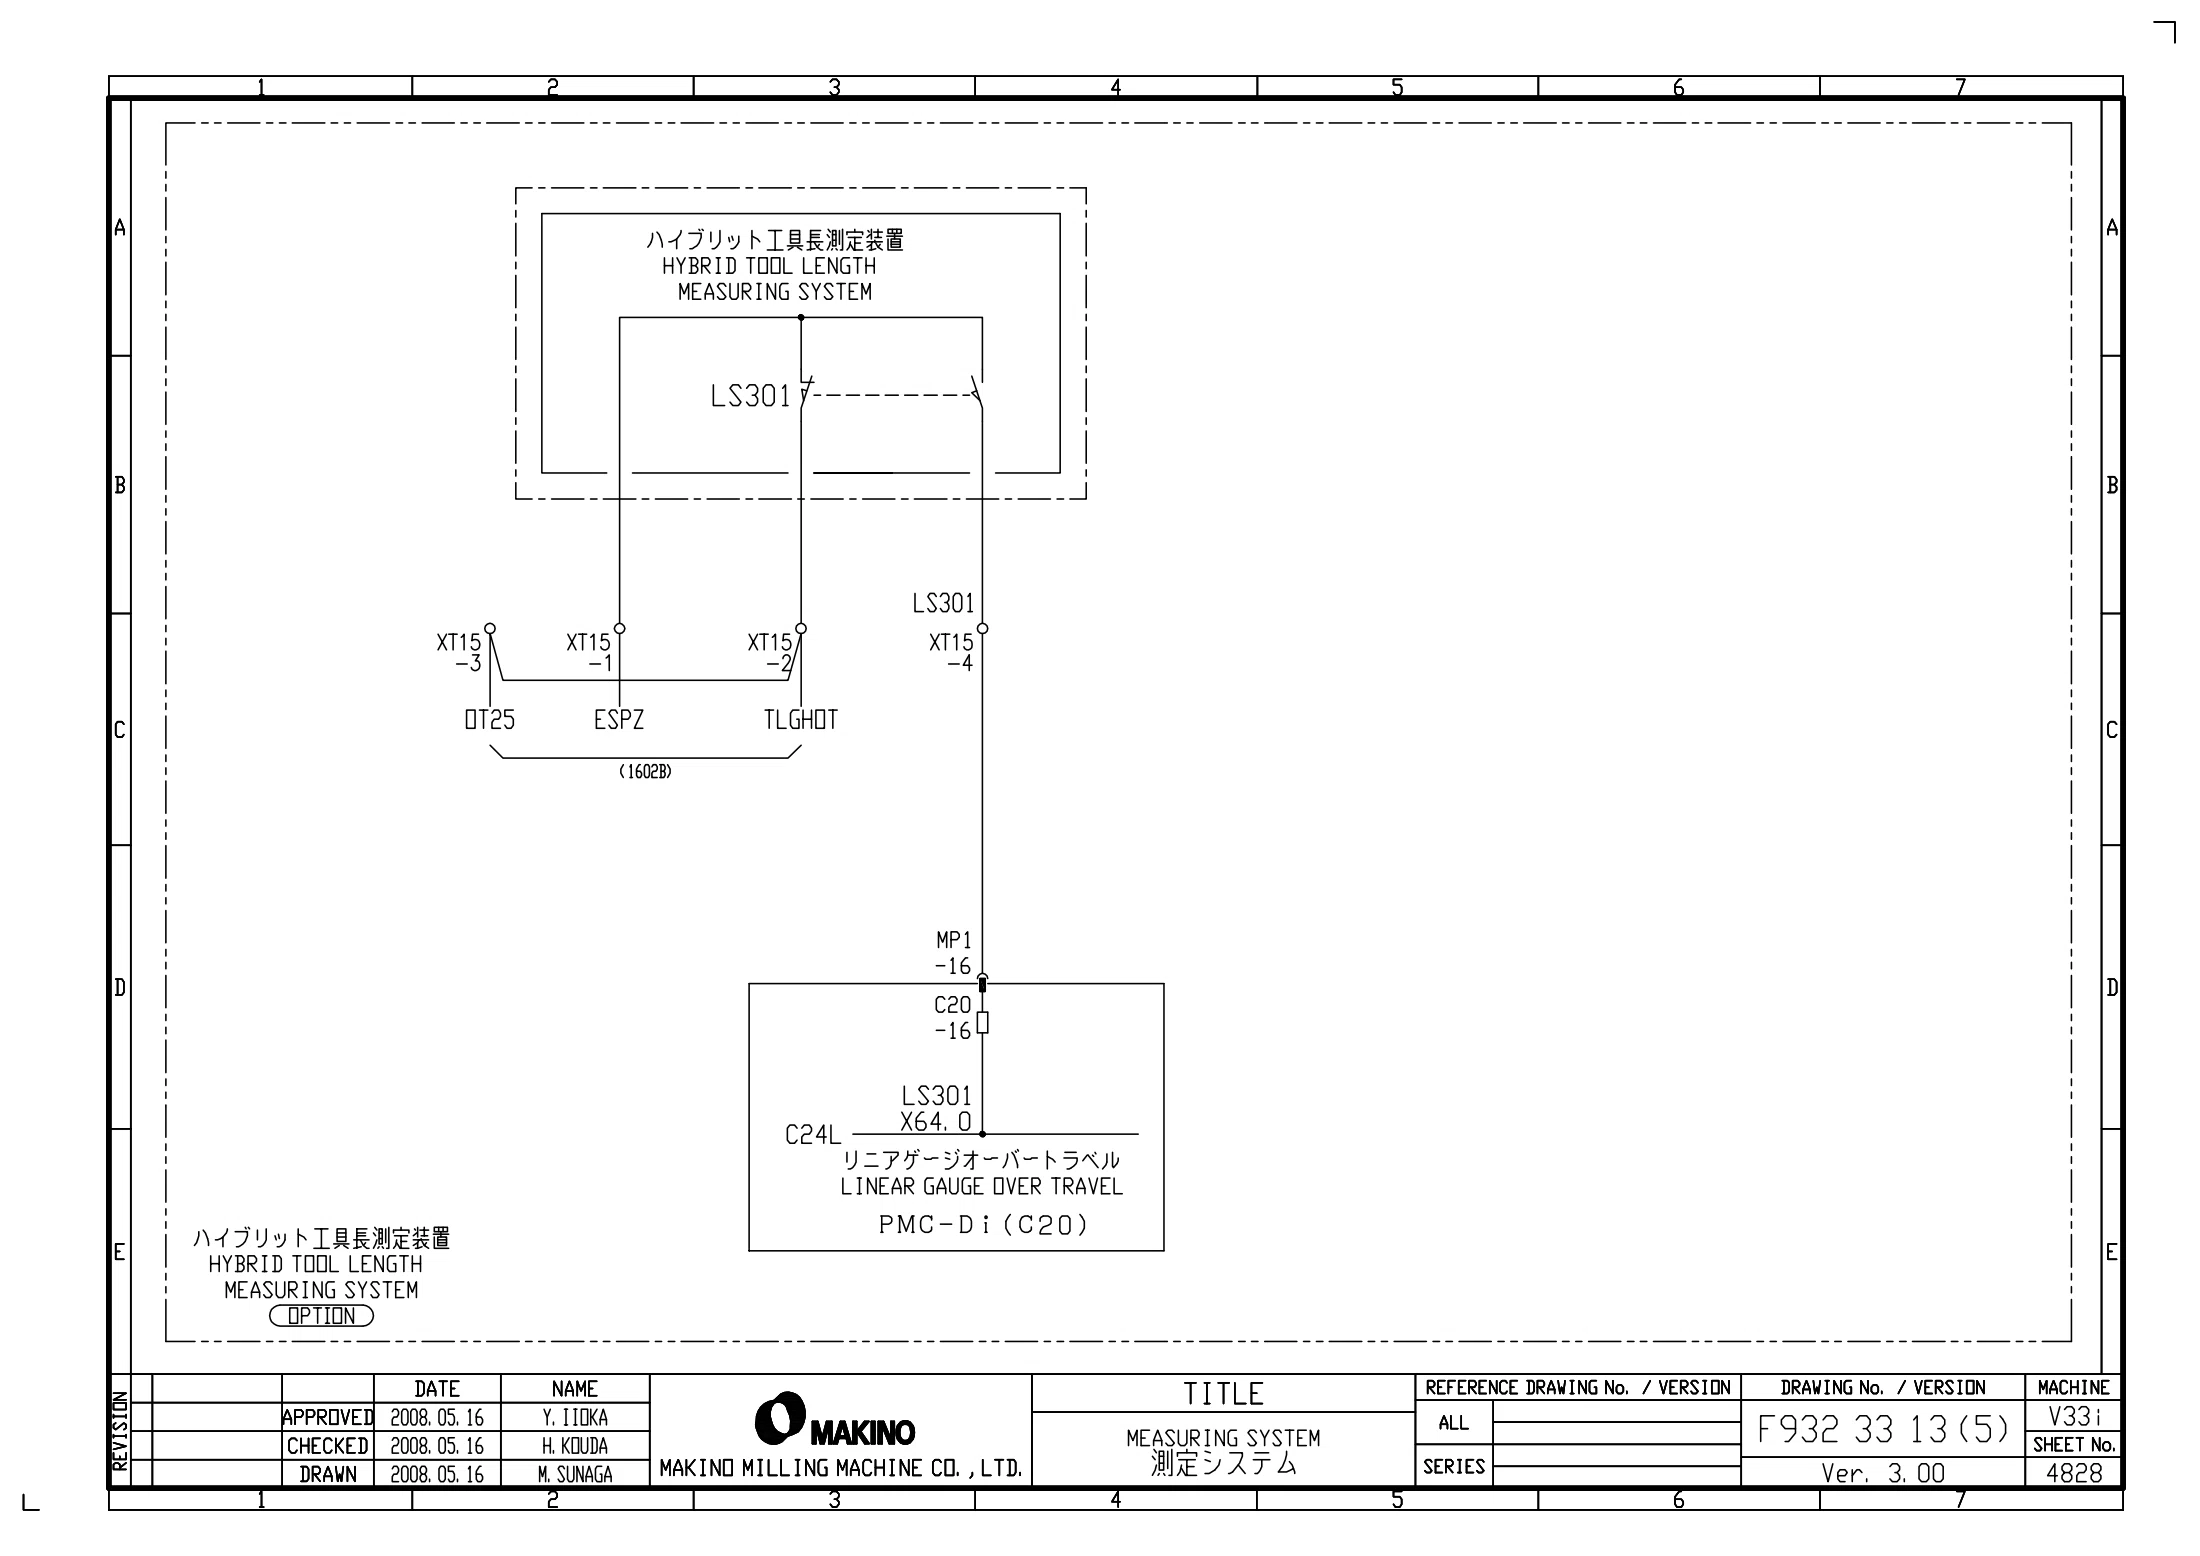 1 2 3 4 5 6 7
A A
ハイブリット工具長測定装置
HYBRID TOOL LENGTH
MEASURING SYSTEM
LS301
B B
LS301
XT15 XT15 XT15 XT15
-3 -1 -2 -4
OT25 ESPZ TLGHOT
C C
(1602B)
MP1
-16
D D
C20
-16
LS301
X64.0
C24L
リニアゲージオーバートラベル
LINEAR GAUGE OVER TRAVEL
PMC-Di(C20)
E E
ハイブリット工具長測定装置
HYBRID TOOL LENGTH
MEASURING SYSTEM
OPTION
REVISION
DATE NAME
APPROVED 2008.05.16 Y. IIOKA
CHECKED 2008.05.16 H. KOUDA
DRAWN 2008.05.16 M. SUNAGA
MAKINO
MAKINO MILLING MACHINE CO.,LTD.
TITLE
MEASURING SYSTEM
測定システム
REFERENCE DRAWING No. / VERSION
ALL
SERIES
DRAWING No. / VERSION
F932 33 13(5)
Ver. 3.00
MACHINE
V33i
SHEET No.
4828
1 2 3 4 5 6 7